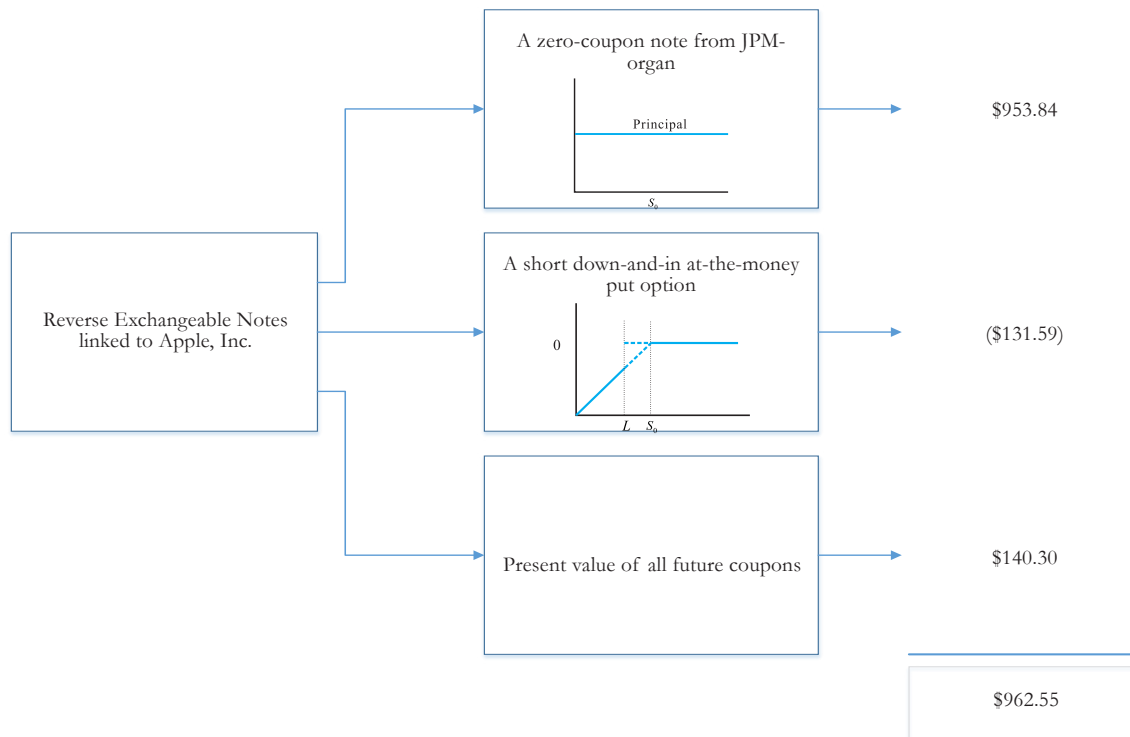 A zero-coupon note from JPM-
organ
Principal
S₀
$953.84
Reverse Exchangeable Notes
linked to Apple, Inc.
A short down-and-in at-the-money
put option
0
L S₀
($131.59)
Present value of all future coupons
$140.30
$962.55